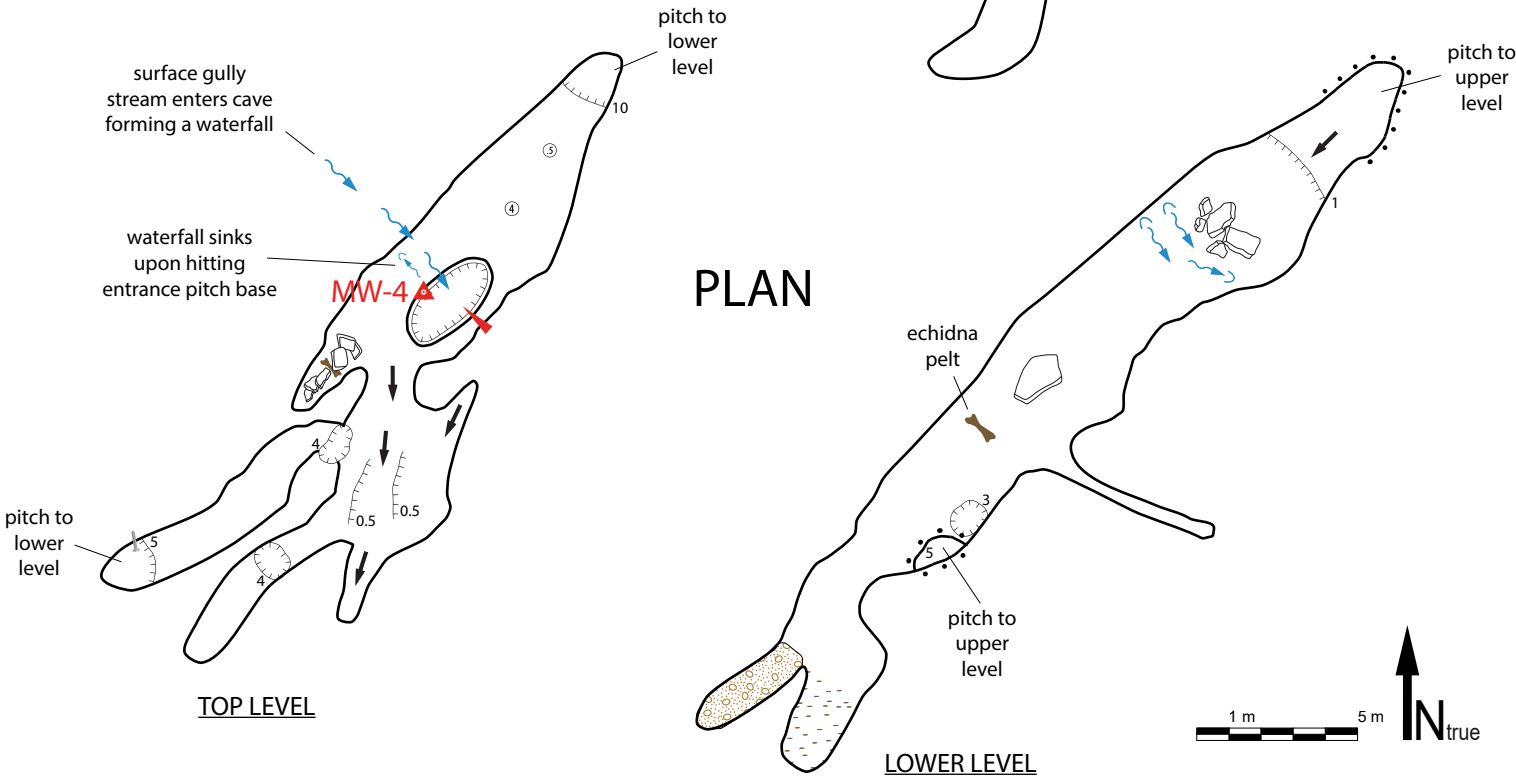 pitch to
lower
level
surface gully
stream enters cave
forming a waterfall
10
.5
4
waterfall sinks
upon hitting
entrance pitch base
MW-4
4
0.5
0.5
pitch to
lower
level
5
4
TOP LEVEL
PLAN
pitch to
upper
level
1
echidna
pelt
3
5
pitch to
upper
level
LOWER LEVEL
1 m
5 m
N true